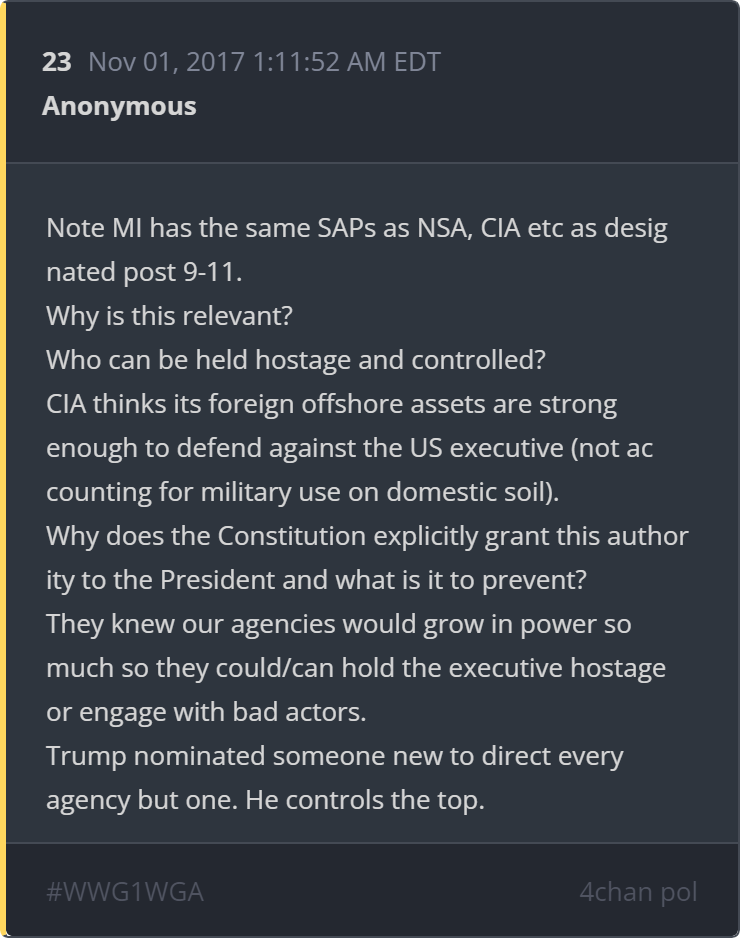 23 Nov 01, 2017 1:11:52 AM EDT
Anonymous
Note MI has the same SAPs as NSA, CIA etc as desig
nated post 9-11.
Why is this relevant?
Who can be held hostage and controlled?
CIA thinks its foreign offshore assets are strong
enough to defend against the US executive (not ac
counting for military use on domestic soil).
Why does the Constitution explicitly grant this author
ity to the President and what is it to prevent?
They knew our agencies would grow in power so
much so they could/can hold the executive hostage
or engage with bad actors.
Trump nominated someone new to direct every
agency but one. He controls the top.
#WWG1WGA 4chan pol